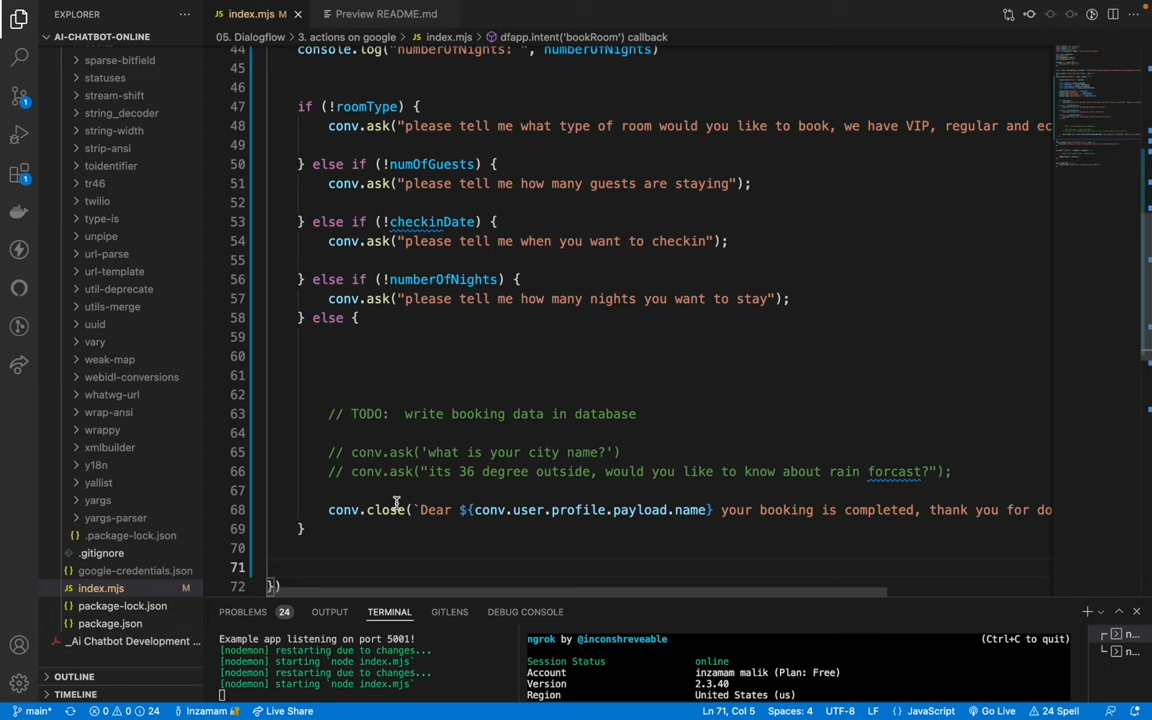 EXPLORER
···
index.mjs M ×
Preview README.md
AI-CHATBOT-ONLINE
05. Dialogflow > 3. actions on google > index.mjs > dfapp.intent('bookRoom') callback
sparse-bitfield
statuses
stream-shift
string_decoder
string-width
strip-ansi
toidentifier
tr46
twilio
type-is
unpipe
url-parse
url-template
utils-deprecate
utils-merge
uuid
vary
weak-map
webidl-conversions
whatwg-url
wrap-ansi
wrappy
xmlbuilder
y18n
yallist
yargs
yargs-parser
.package-lock.json
.gitignore
google-credentials.json
index.mjs M
package-lock.json
package.json
_Ai Chatbot Development ...
OUTLINE
TIMELINE
44 console.log("numberOfNights: ", numberOfNights)
45
46
47 if (!roomType) {
48 conv.ask("please tell me what type of room would you like to book, we have VIP, regular and ec
49
50 } else if (!numOfGuests) {
51 conv.ask("please tell me how many guests are staying");
52
53 } else if (!checkinDate) {
54 conv.ask("please tell me when you want to checkin");
55
56 } else if (!numberOfNights) {
57 conv.ask("please tell me how many nights you want to stay");
58 } else {
59
60
61
62
63 // TODO:  write booking data in database
64
65 // conv.ask('what is your city name?')
66 // conv.ask("its 36 degree outside, would you like to know about rain forcast?");
67
68 conv.close(`Dear ${conv.user.profile.payload.name} your booking is completed, thank you for do
69 }
70
71
72 })
PROBLEMS 24 OUTPUT TERMINAL GITLENS DEBUG CONSOLE
Example app listening on port 5001!
[nodemon] restarting due to changes...
[nodemon] starting `node index.mjs`
[nodemon] restarting due to changes...
[nodemon] starting `node index.mjs`
ngrok by @inconshreveable (Ctrl+C to quit)
Session Status online
Account inzamam malik (Plan: Free)
Version 2.3.40
Region United States (us)
n...
n...
1
1
main* 0 0 24 Inzamam Live Share Ln 71, Col 5 Spaces: 4 UTF-8 LF JavaScript Go Live 24 Spell